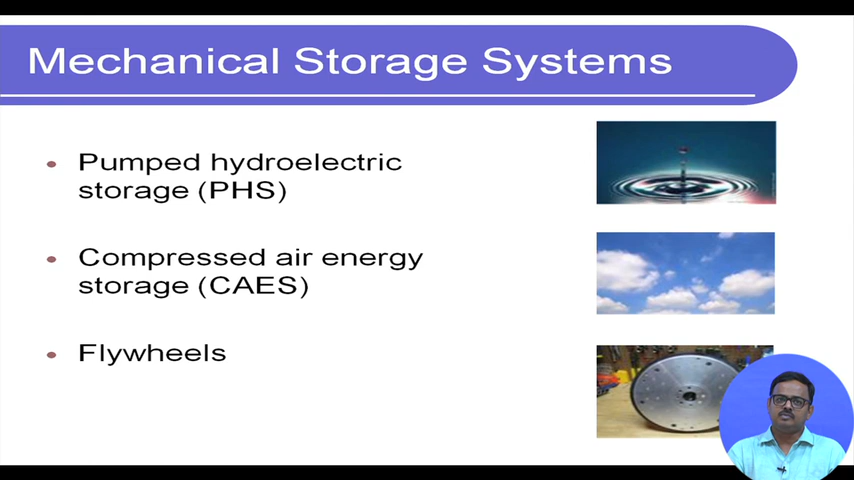 Mechanical Storage Systems
Pumped hydroelectric
storage (PHS)
Compressed air energy
storage (CAES)
Flywheels